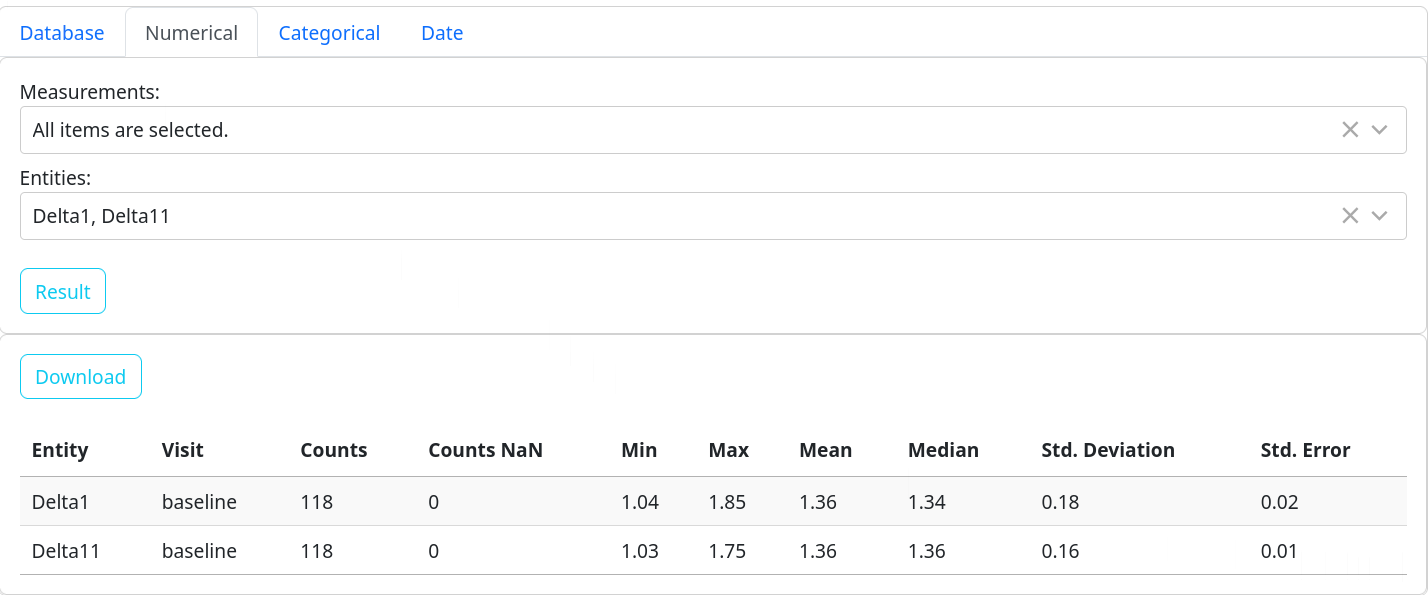 Database Numerical Categorical Date
Measurements:
All items are selected.
Entities:
Delta1, Delta11
Result
Download
Entity Visit Counts Counts NaN Min Max Mean Median Std. Deviation Std. Error
Delta1 baseline 118 0 1.04 1.85 1.36 1.34 0.18 0.02
Delta11 baseline 118 0 1.03 1.75 1.36 1.36 0.16 0.01